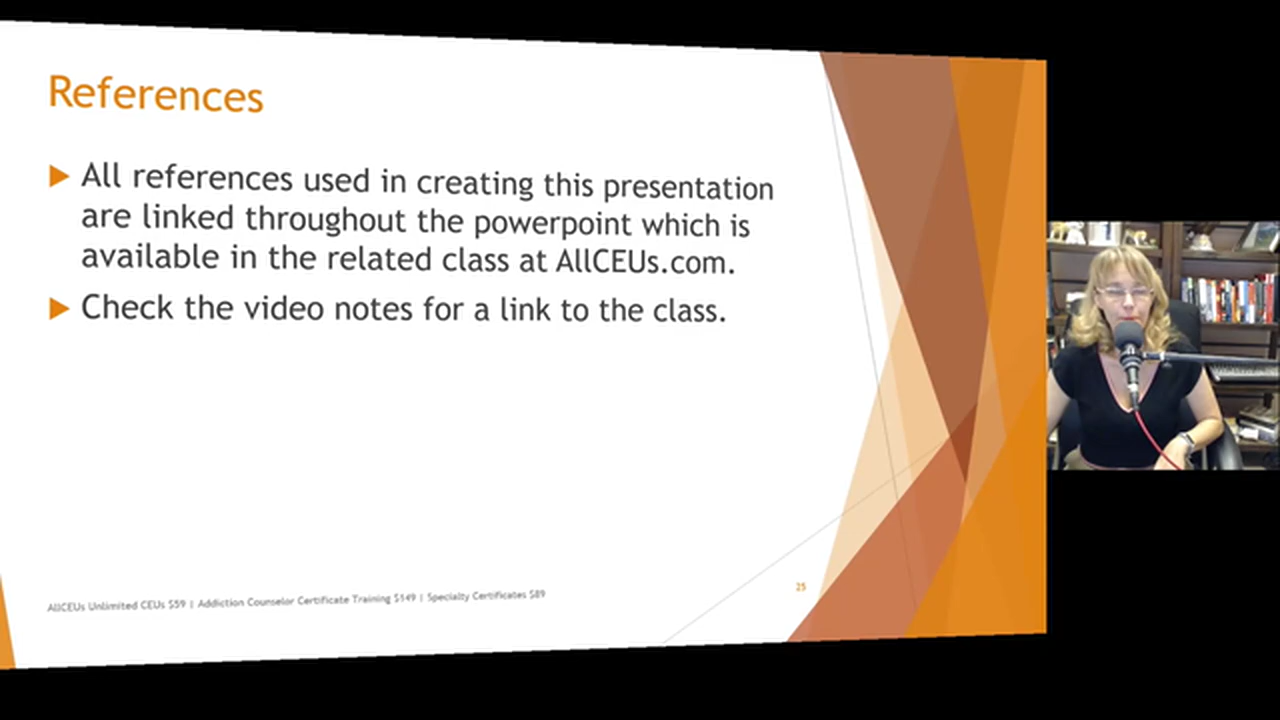 References
All references used in creating this presentation
are linked throughout the powerpoint which is
available in the related class at AllCEUs.com.
Check the video notes for a link to the class.
AllCEUs Unlimited CEUs $59 | Addiction Counselor Certificate Training $149 | Specialty Certificates $89
25